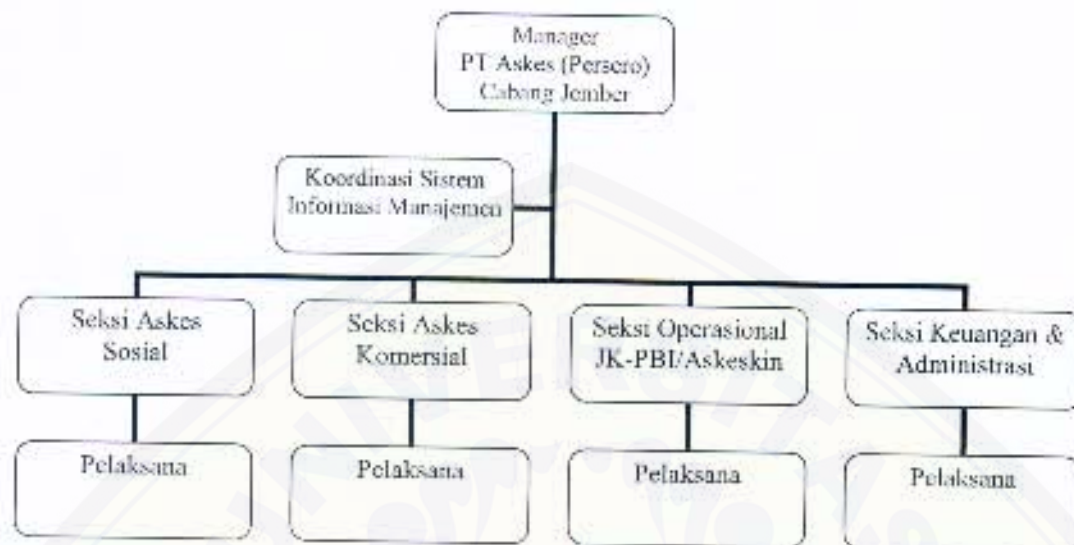 Manager
PT Askes (Persero)
Cabang Jember
Koordinasi Sistem
Informasi Manajemen
Seksi Askes
Sosial
Seksi Askes
Komersial
Seksi Operasional
JK-PBI/Askeskin
Seksi Keuangan &
Administrasi
Pelaksana
Pelaksana
Pelaksana
Pelaksana